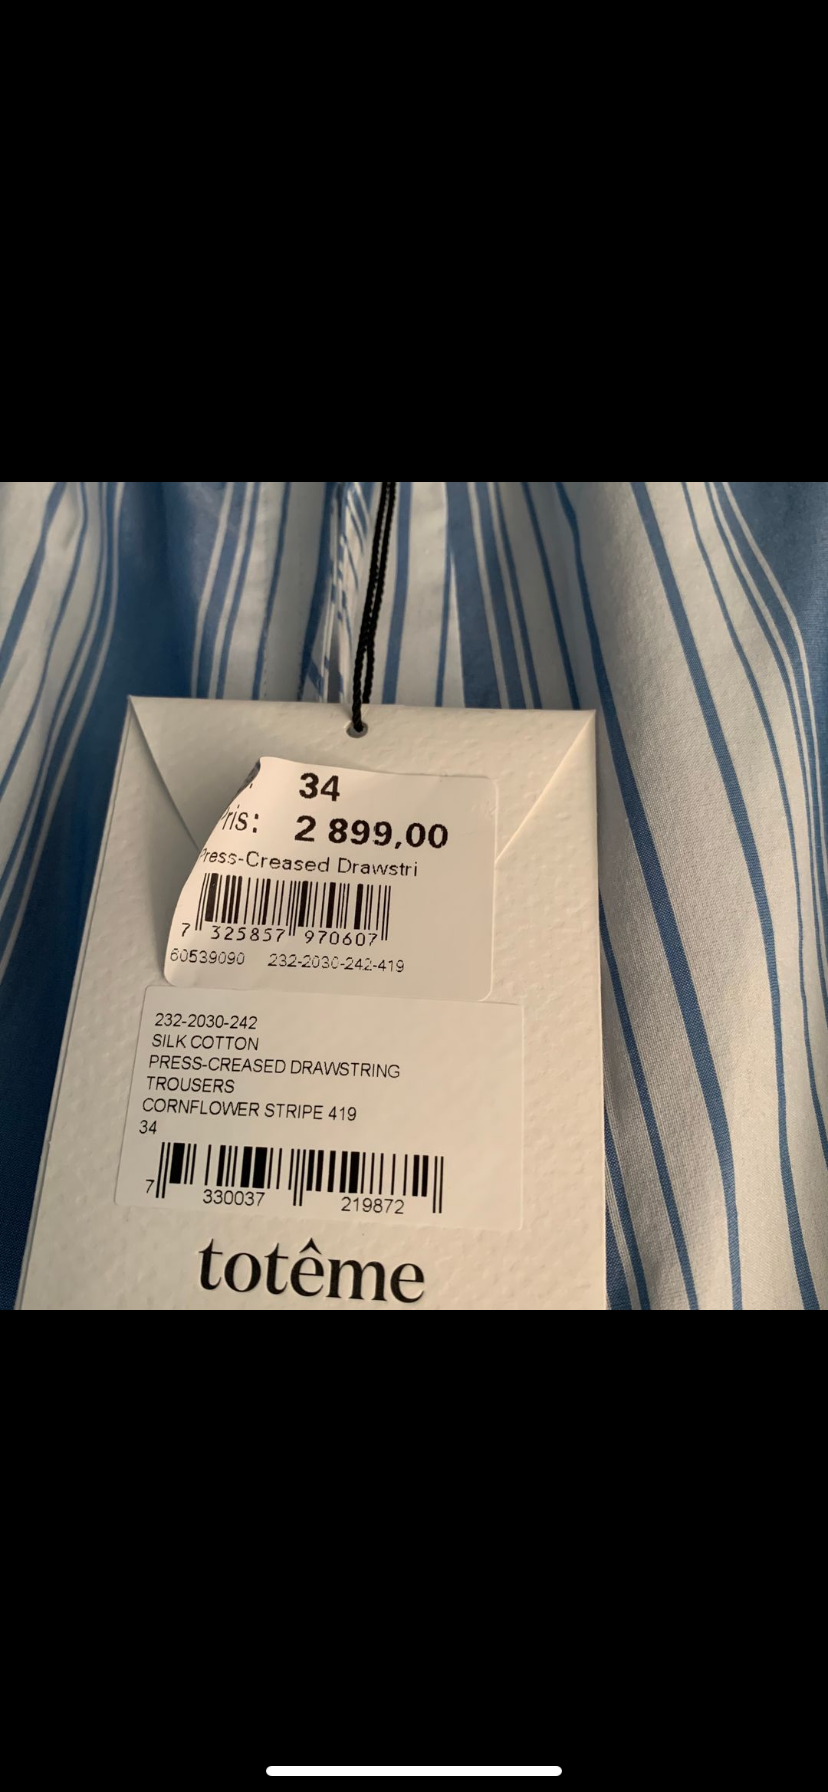 34
Pris: 2 899,00
Press-Creased Drawstri
7 325857 970607
60539090 232-2030-242-419
232-2030-242
SILK COTTON
PRESS-CREASED DRAWSTRING
TROUSERS
CORNFLOWER STRIPE 419
34
7 330037 219872
totême